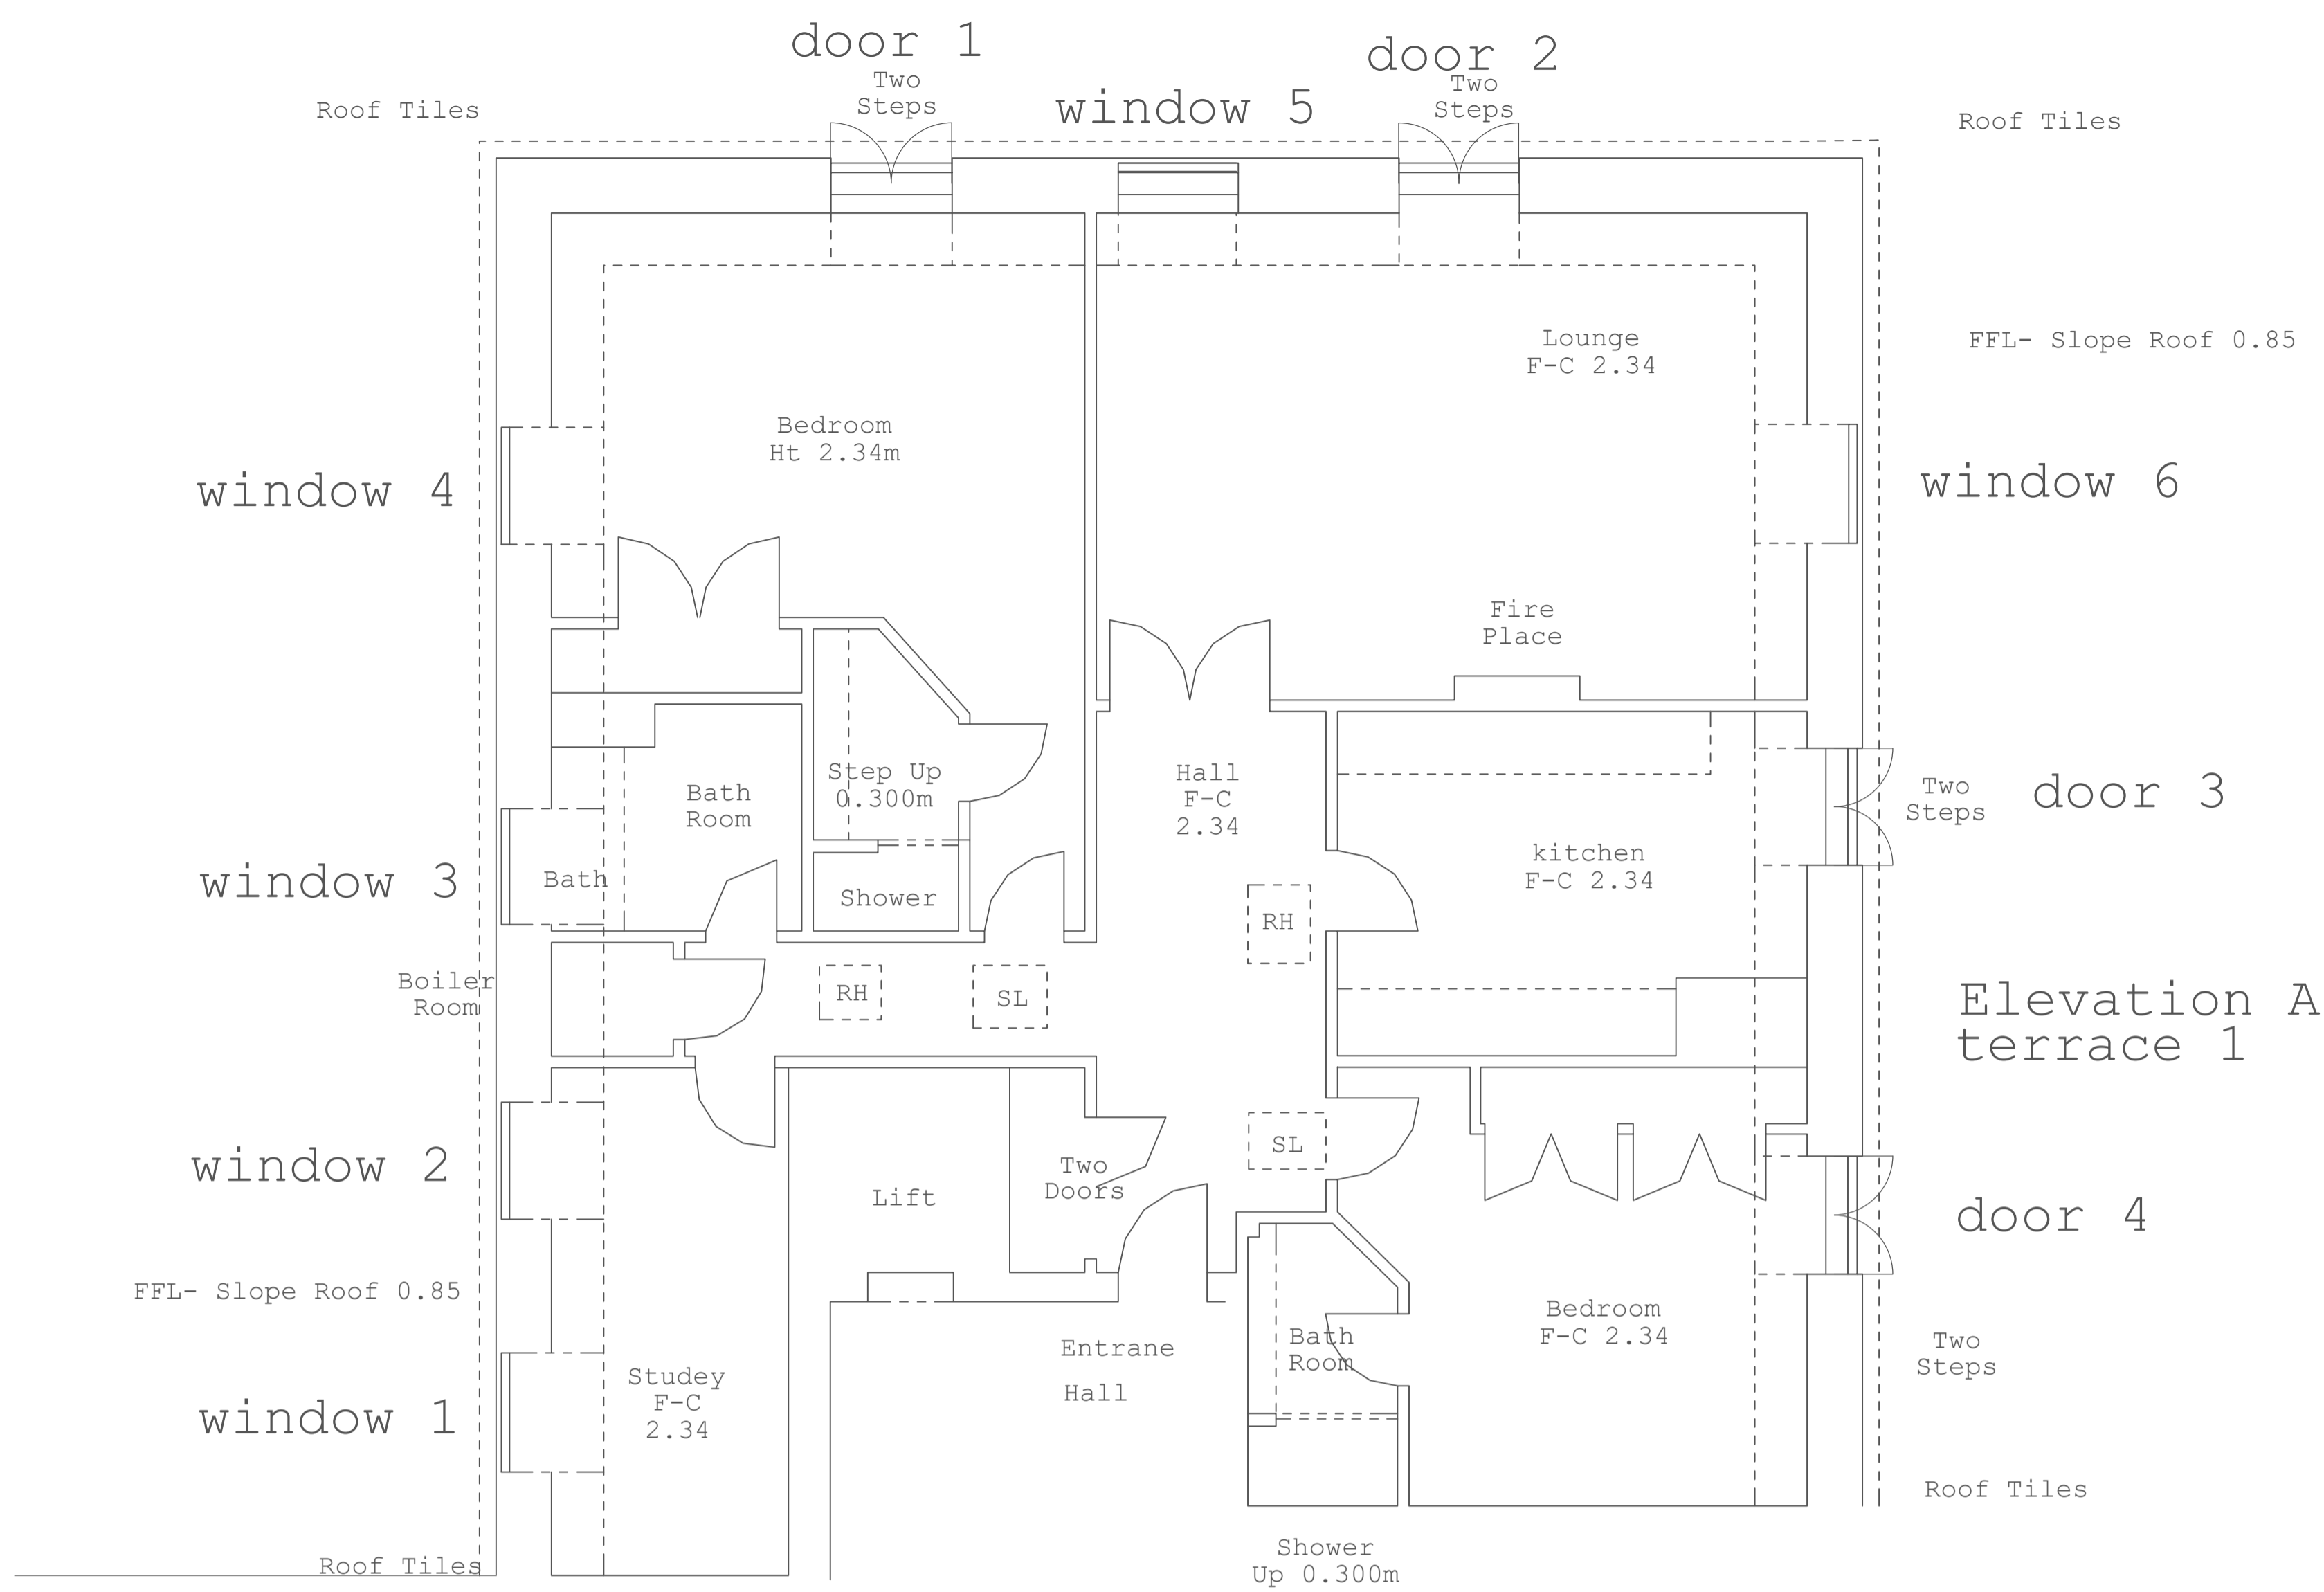 door 1
door 2
Two
Steps
Two
Steps
window 5
Roof Tiles
Roof Tiles
Lounge
F-C 2.34
FFL- Slope Roof 0.85
Bedroom
Ht 2.34m
window 4
window 6
Fire
Place
Step Up
0.300m
Hall
F-C
2.34
Bath
Room
Two
Steps
door 3
kitchen
F-C 2.34
window 3
Bath
Shower
RH
Boiler
Room
RH
SL
Elevation A
terrace 1
SL
window 2
Two
Doors
Lift
door 4
FFL- Slope Roof 0.85
Bedroom
F-C 2.34
Entrane
Hall
Bath
Room
Two
Steps
Studey
F-C
2.34
window 1
Roof Tiles
Shower
Up 0.300m
Roof Tiles